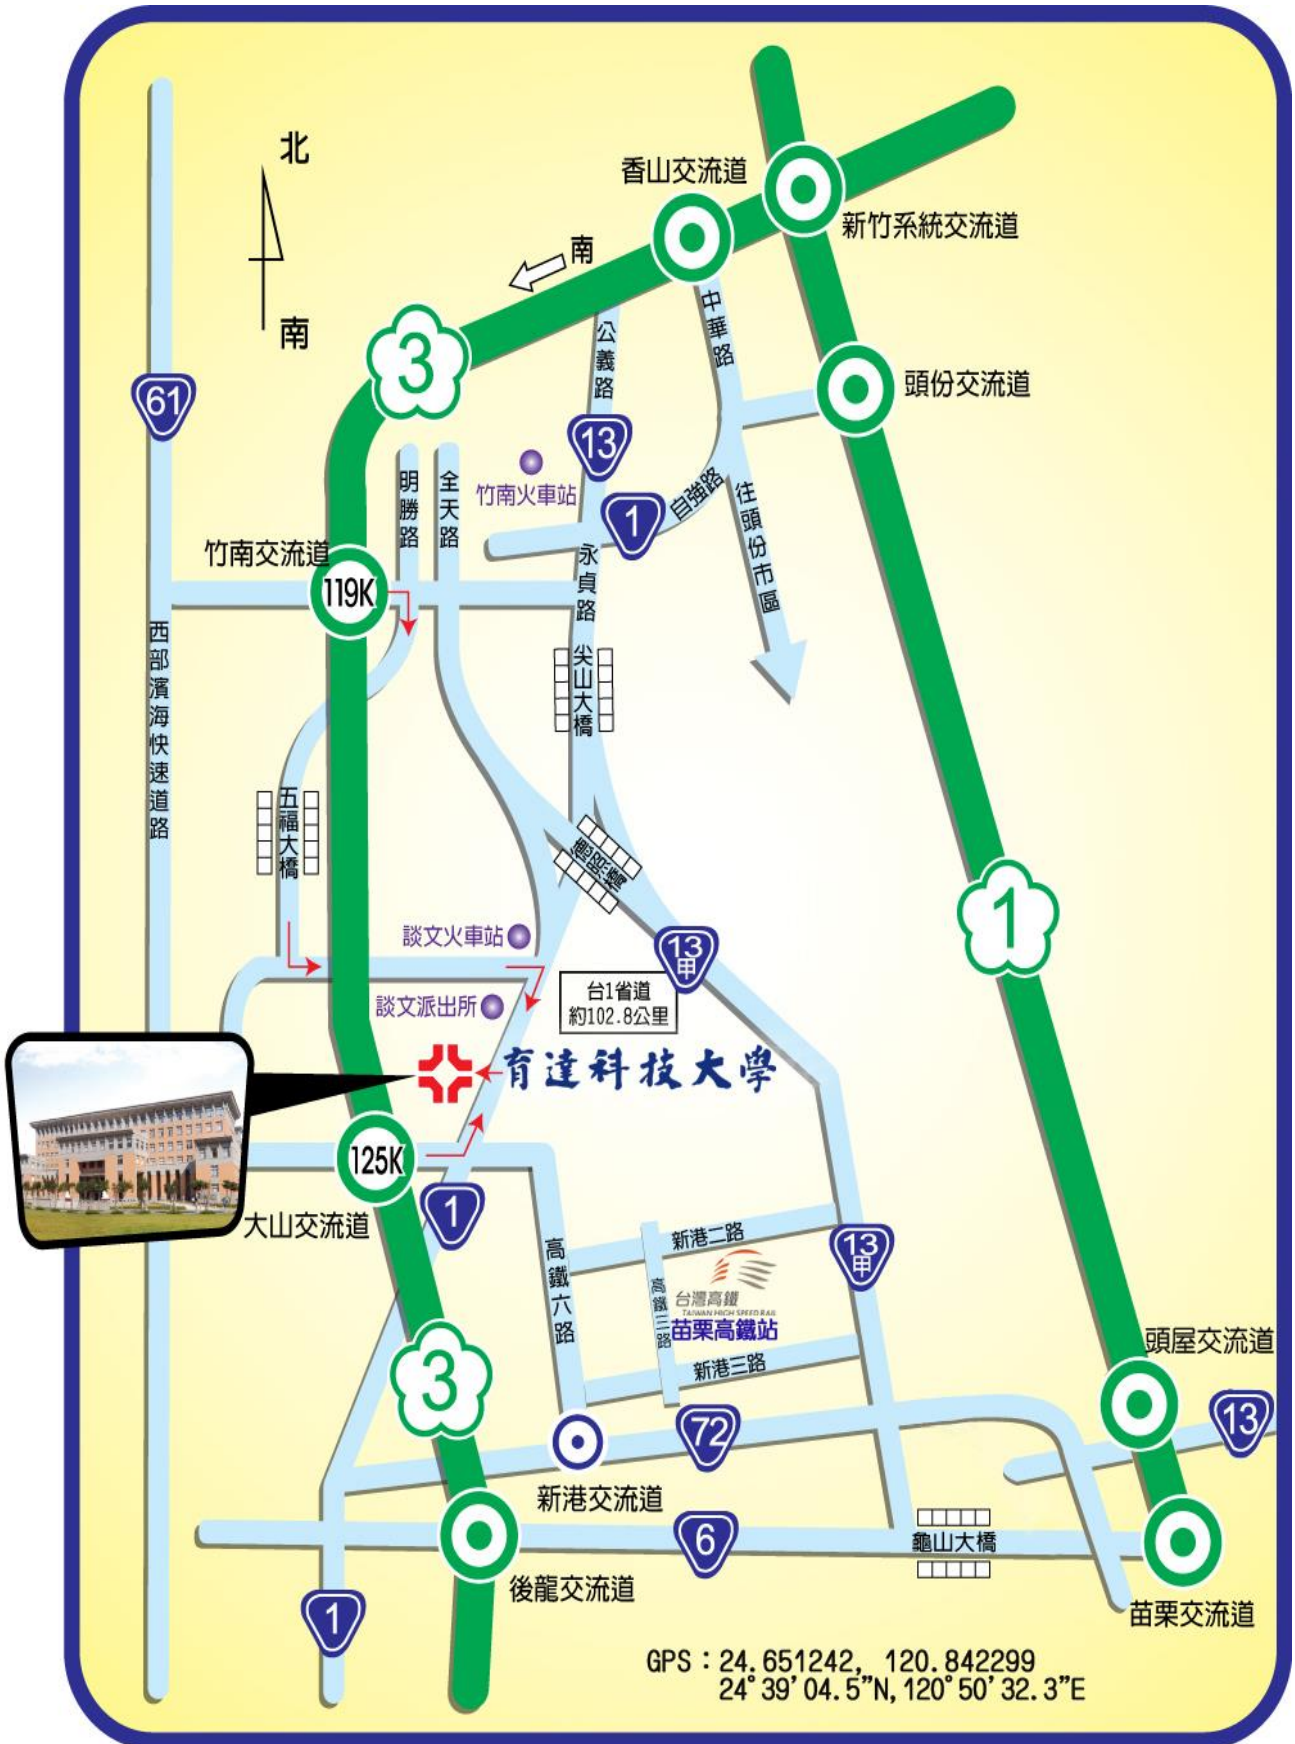 北
香山交流道
新竹系統交流道
南
南
3
公義路
中華路
61
頭份交流道
13
明勝路
全天路
竹南火車站
1
自強路
往頭份市區
竹南交流道
永貞路
119K
西部濱海快速道路
尖山大橋
五福大橋
德照橋
1
談文火車站
13甲
台1省道
約102.8公里
談文派出所
育達科技大學
125K
大山交流道
1
高鐵六路
新港二路
13甲
高鐵三路
台灣高鐵
TAIWAN HIGH SPEED RAIL
苗栗高鐵站
頭屋交流道
3
新港三路
13
72
新港交流道
6
龜山大橋
後龍交流道
1
苗栗交流道
GPS：24.651242, 120.842299
24°39’04.5”N,120°50’32.3”E